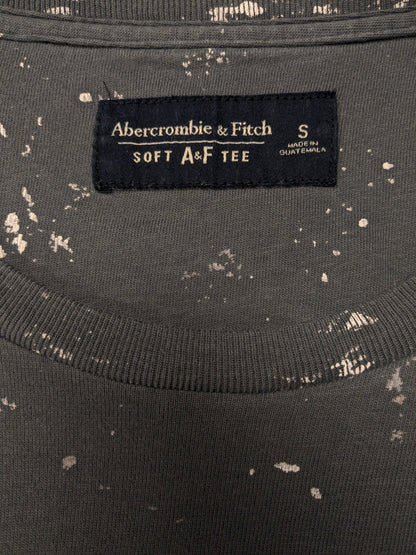 Abercrombie & Fitch
SOFT A&F TEE
S
MADE IN
GUATEMALA